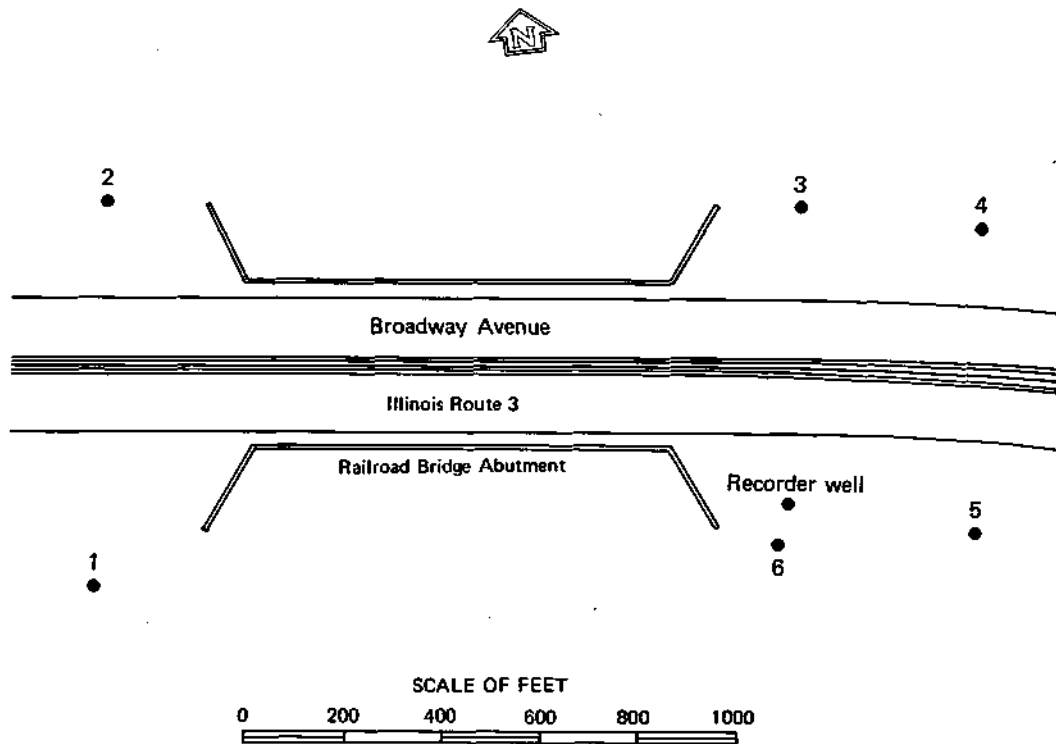 N
2
3
4
Broadway Avenue
Illinois Route 3
Railroad Bridge Abutment
Recorder well
5
1
6
SCALE OF FEET
0 200 400 600 800 1000